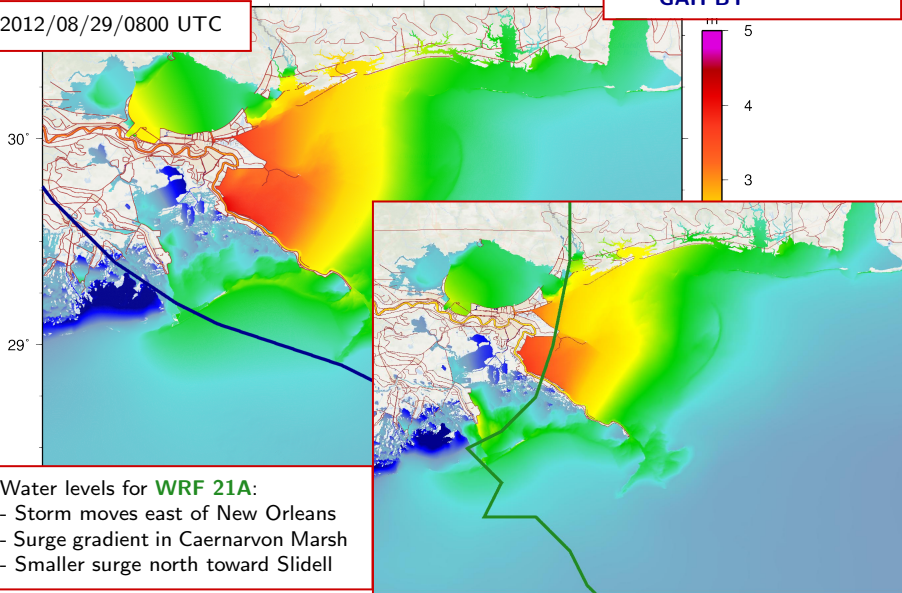 2012/08/29/0800 UTC
m
5
4
3
30°
29°
Water levels for WRF 21A:
- Storm moves east of New Orleans
- Surge gradient in Caernarvon Marsh
- Smaller surge north toward Slidell